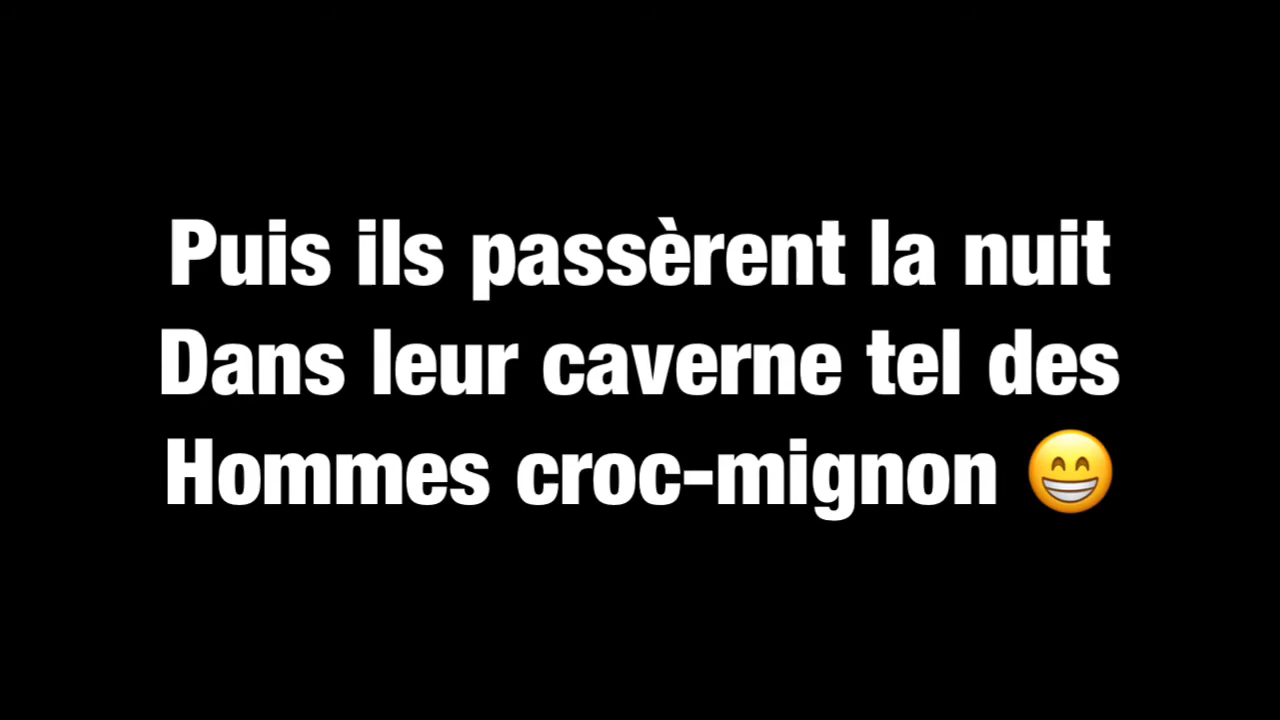 Puis ils passèrent la nuit
Dans leur caverne tel des
Hommes croc-mignon 😁